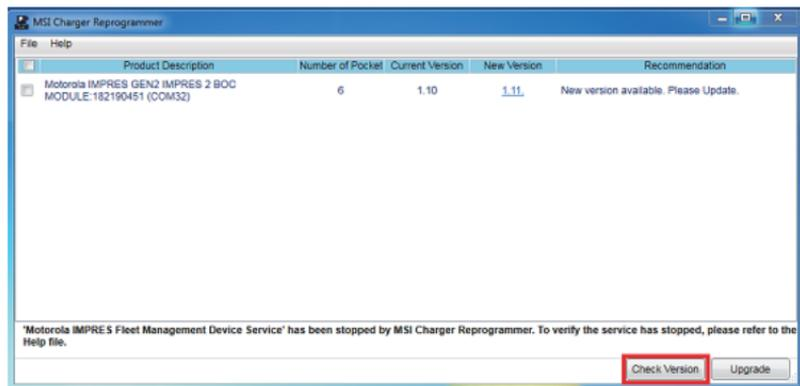 MSI Charger Reprogrammer
File Help
Product Description Number of Pocket Current Version New Version Recommendation
Motorola IMPRES GEN2 IMPRES 2 BOC
MODULE:182190451 (COM32) 6 1.10 1.11. New version available. Please Update.
'Motorola IMPRES Fleet Management Device Service' has been stopped by MSI Charger Reprogrammer. To verify the service has stopped, please refer to the
Help file.
Check Version Upgrade